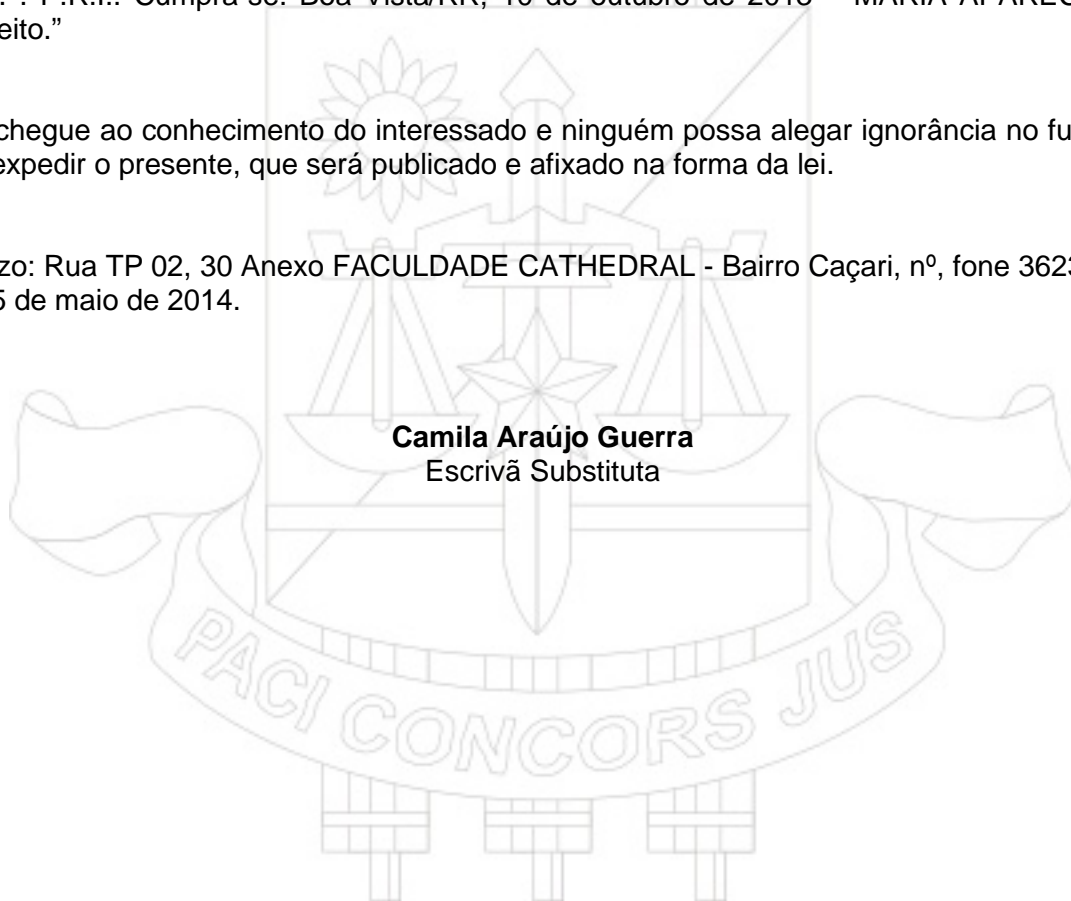 P.R.I.. Cumpra-se. Boa Vista/RR, de outubro de MARIA
eito.”
chegue ao conhecimento do interessado e ninguém possa alegar ignorância no fu
expedir o presente, que será publicado e afixado na forma da lei.
zo: Rua TP 02, 30 Anexo FACULDADE CATHEDRAL - Bairro Caçari, nº, fone 3623
5 de maio de 2014.
Camila Araújo Guerra
Escrivã Substituta
PACI CONCORS JUS